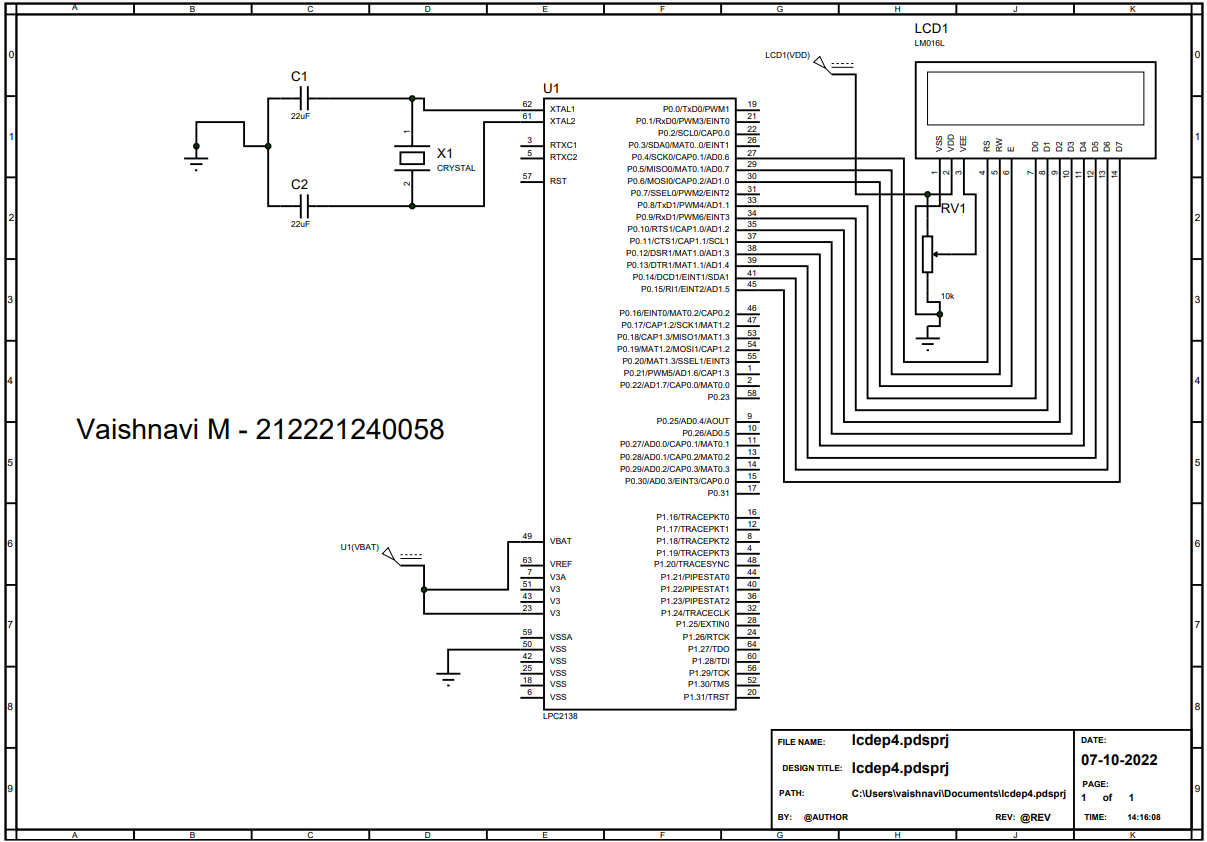 A B C D E F G H J K
0 0
1 1
2 2
3 3
4 4
5 5
6 6
7 7
8 8
9 9
C1
22uF
C2
22uF
1
2
X1
CRYSTAL
U1
62 XTAL1
61 XTAL2
3 RTXC1
5 RTXC2
57 RST
49 VBAT
63 VREF
7 V3A
51 V3
43 V3
23 V3
59 VSSA
50 VSS
42 VSS
25 VSS
18 VSS
6 VSS
P0.0/TxD0/PWM1 19
P0.1/RxD0/PWM3/EINT0 21
P0.2/SCL0/CAP0.0 22
P0.3/SDA0/MAT0..0/EINT1 26
P0.4/SCK0/CAP0.1/AD0.6 27
P0.5/MISO0/MAT0.1/AD0.7 29
P0.6/MOSI0/CAP0.2/AD1.0 30
P0.7/SSEL0/PWM2/EINT2 31
P0.8/TxD1/PWM4/AD1.1 33
P0.9/RxD1/PWM6/EINT3 34
P0.10/RTS1/CAP1.0/AD1.2 35
P0.11/CTS1/CAP1.1/SCL1 37
P0.12/DSR1/MAT1.0/AD1.3 38
P0.13/DTR1/MAT1.1/AD1.4 39
P0.14/DCD1/EINT1/SDA1 41
P0.15/RI1/EINT2/AD1.5 45
P0.16/EINT0/MAT0.2/CAP0.2 46
P0.17/CAP1.2/SCK1/MAT1.2 47
P0.18/CAP1.3/MISO1/MAT1.3 53
P0.19/MAT1.2/MOSI1/CAP1.2 54
P0.20/MAT1.3/SSEL1/EINT3 55
P0.21/PWM5/AD1.6/CAP1.3 1
P0.22/AD1.7/CAP0.0/MAT0.0 2
P0.23 58
P0.25/AD0.4/AOUT 9
P0.26/AD0.5 10
P0.27/AD0.0/CAP0.1/MAT0.1 11
P0.28/AD0.1/CAP0.2/MAT0.2 13
P0.29/AD0.2/CAP0.3/MAT0.3 14
P0.30/AD0.3/EINT3/CAP0.0 15
P0.31 17
P1.16/TRACEPKT0 16
P1.17/TRACEPKT1 12
P1.18/TRACEPKT2 8
P1.19/TRACEPKT3 4
P1.20/TRACESYNC 48
P1.21/PIPESTAT0 44
P1.22/PIPESTAT1 40
P1.23/PIPESTAT2 36
P1.24/TRACECLK 32
P1.25/EXTIN0 28
P1.26/RTCK 24
P1.27/TDO 64
P1.28/TDI 60
P1.29/TCK 56
P1.30/TMS 52
P1.31/TRST 20
LPC2138
LCD1(VDD)
LCD1
LM016L
VSS VDD VEE RS RW E D0 D1 D2 D3 D4 D5 D6 D7
1 2 3 4 5 6 7 8 9 10 11 12 13 14
RV1
10k
Vaishnavi M - 212221240058
U1(VBAT)
FILE NAME: lcdep4.pdsprj
DESIGN TITLE: lcdep4.pdsprj
PATH: C:\Users\vaishnavi\Documents\lcdep4.pdsprj
BY: @AUTHOR REV: @REV
DATE:
07-10-2022
PAGE:
1 of 1
TIME: 14:16:08
A B C D E F G H J K